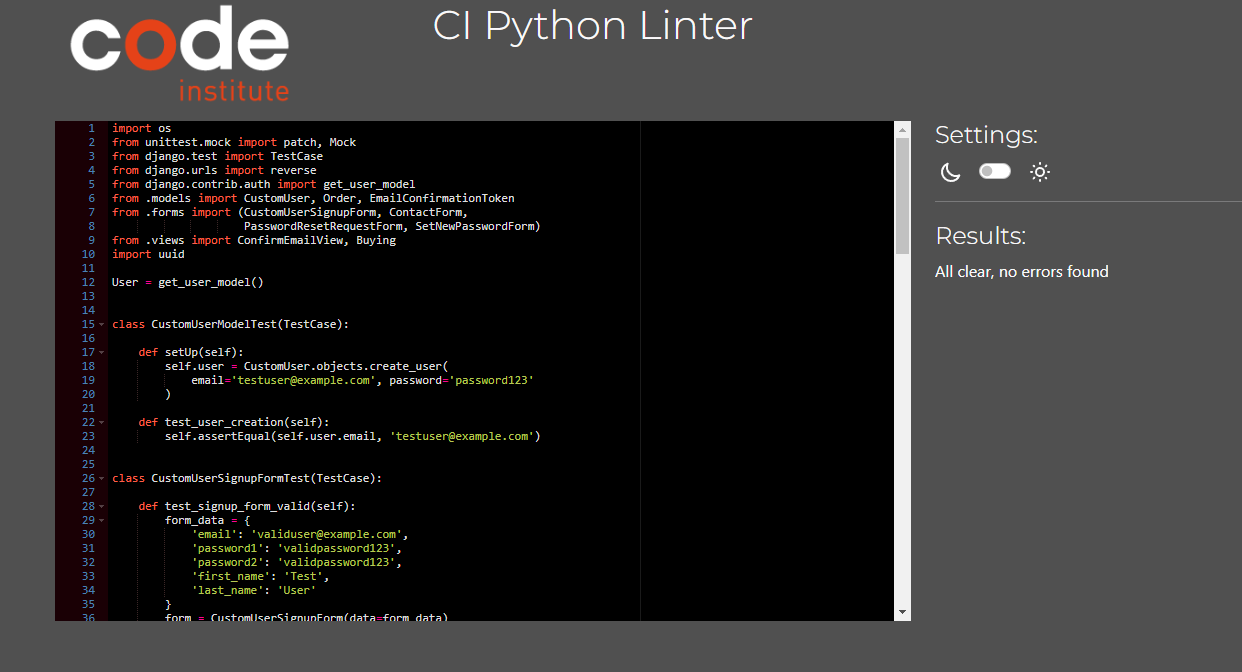 code
institute
CI Python Linter
1 import os
2 from unittest.mock import patch, Mock
3 from django.test import TestCase
4 from django.urls import reverse
5 from django.contrib.auth import get_user_model
6 from .models import CustomUser, Order, EmailConfirmationToken
7 from .forms import (CustomUserSignupForm, ContactForm,
8                     PasswordResetRequestForm, SetNewPasswordForm)
9 from .views import ConfirmEmailView, Buying
10 import uuid
11
12 User = get_user_model()
13
14
15 class CustomUserModelTest(TestCase):
16
17     def setUp(self):
18         self.user = CustomUser.objects.create_user(
19             email='testuser@example.com', password='password123'
20         )
21
22     def test_user_creation(self):
23         self.assertEqual(self.user.email, 'testuser@example.com')
24
25
26 class CustomUserSignupFormTest(TestCase):
27
28     def test_signup_form_valid(self):
29         form_data = {
30             'email': 'validuser@example.com',
31             'password1': 'validpassword123',
32             'password2': 'validpassword123',
33             'first_name': 'Test',
34             'last_name': 'User'
35         }
36         form = CustomUserSignupForm(data=form_data)
Settings:
Results:
All clear, no errors found